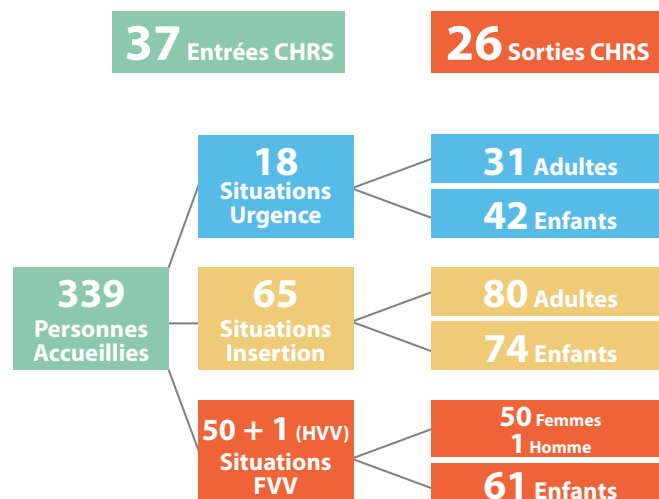 37 Entrées CHRS
26 Sorties CHRS
18
Situations
Urgence
31 Adultes
42 Enfants
339
Personnes
Accueillies
65
Situations
Insertion
80 Adultes
74 Enfants
50 + 1 (HVV)
Situations
FVV
50 Femmes
1 Homme
61 Enfants